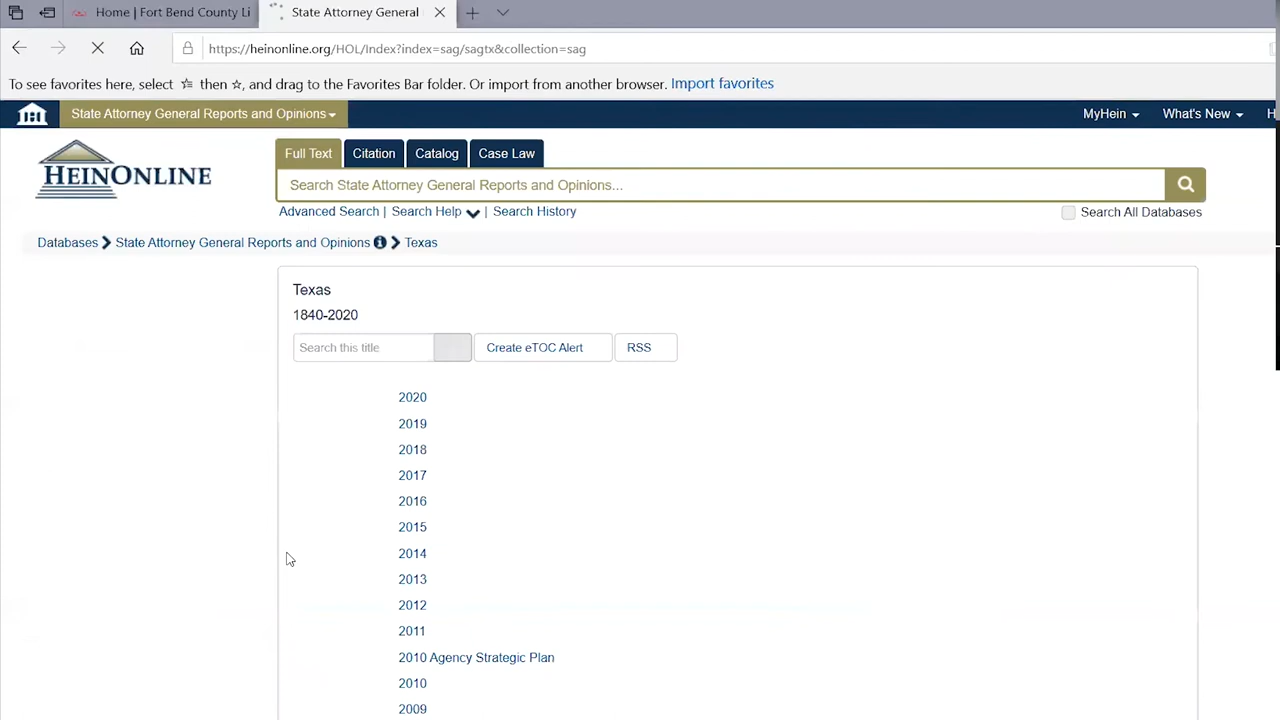 Home | Fort Bend County Li
State Attorney General
https://heinonline.org/HOL/Index?index=sag/sagtx&collection=sag
To see favorites here, select then ☆, and drag to the Favorites Bar folder. Or import from another browser. Import favorites
State Attorney General Reports and Opinions
MyHein
What's New
H
HEINONLINE
Full Text
Citation
Catalog
Case Law
Search State Attorney General Reports and Opinions...
Advanced Search | Search Help | Search History
Search All Databases
Databases > State Attorney General Reports and Opinions > Texas
Texas
1840-2020
Search this title
Create eTOC Alert
RSS
2020
2019
2018
2017
2016
2015
2014
2013
2012
2011
2010 Agency Strategic Plan
2010
2009